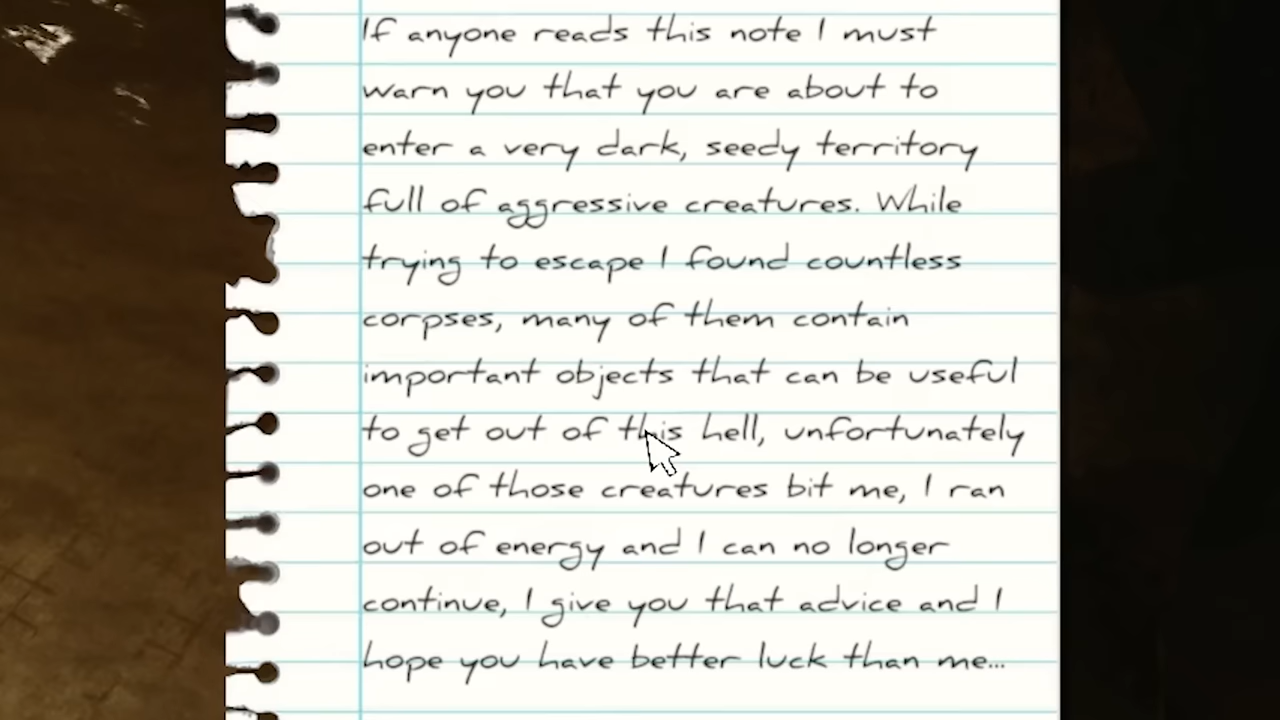 If anyone reads this note I must
warn you that you are about to
enter a very dark, seedy territory
full of aggressive creatures. While
trying to escape I found countless
corpses, many of them contain
important objects that can be useful
to get out of this hell, unfortunately
one of those creatures bit me, I ran
out of energy and I can no longer
continue, I give you that advice and I
hope you have better luck than me...